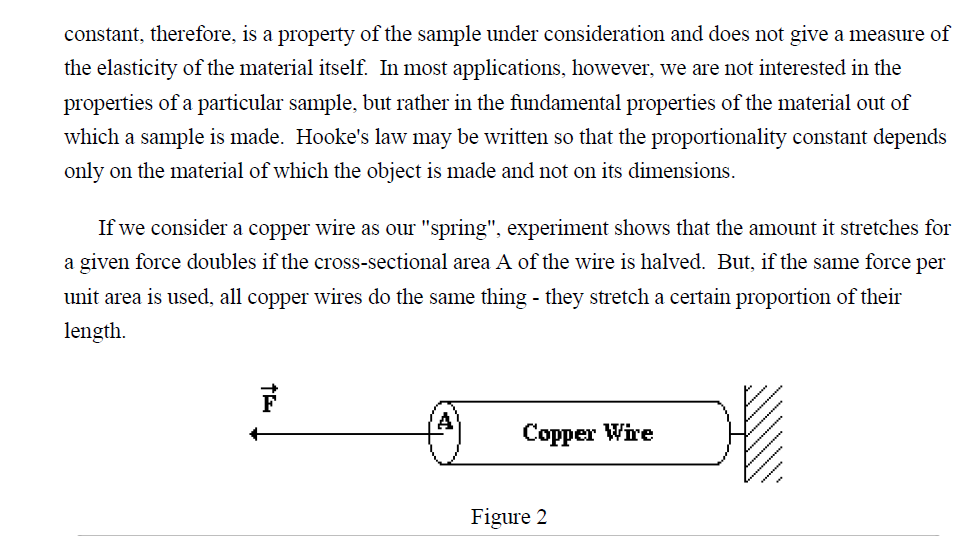 constant, therefore, is a property of the sample under consideration and does not give a measure of
the elasticity of the material itself.  In most applications, however, we are not interested in the
properties of a particular sample, but rather in the fundamental properties of the material out of
which a sample is made.  Hooke's law may be written so that the proportionality constant depends
only on the material of which the object is made and not on its dimensions.
If we consider a copper wire as our "spring", experiment shows that the amount it stretches for
a given force doubles if the cross-sectional area A of the wire is halved.  But, if the same force per
unit area is used, all copper wires do the same thing - they stretch a certain proportion of their
length.
F⃗
A
Copper Wire
Figure 2